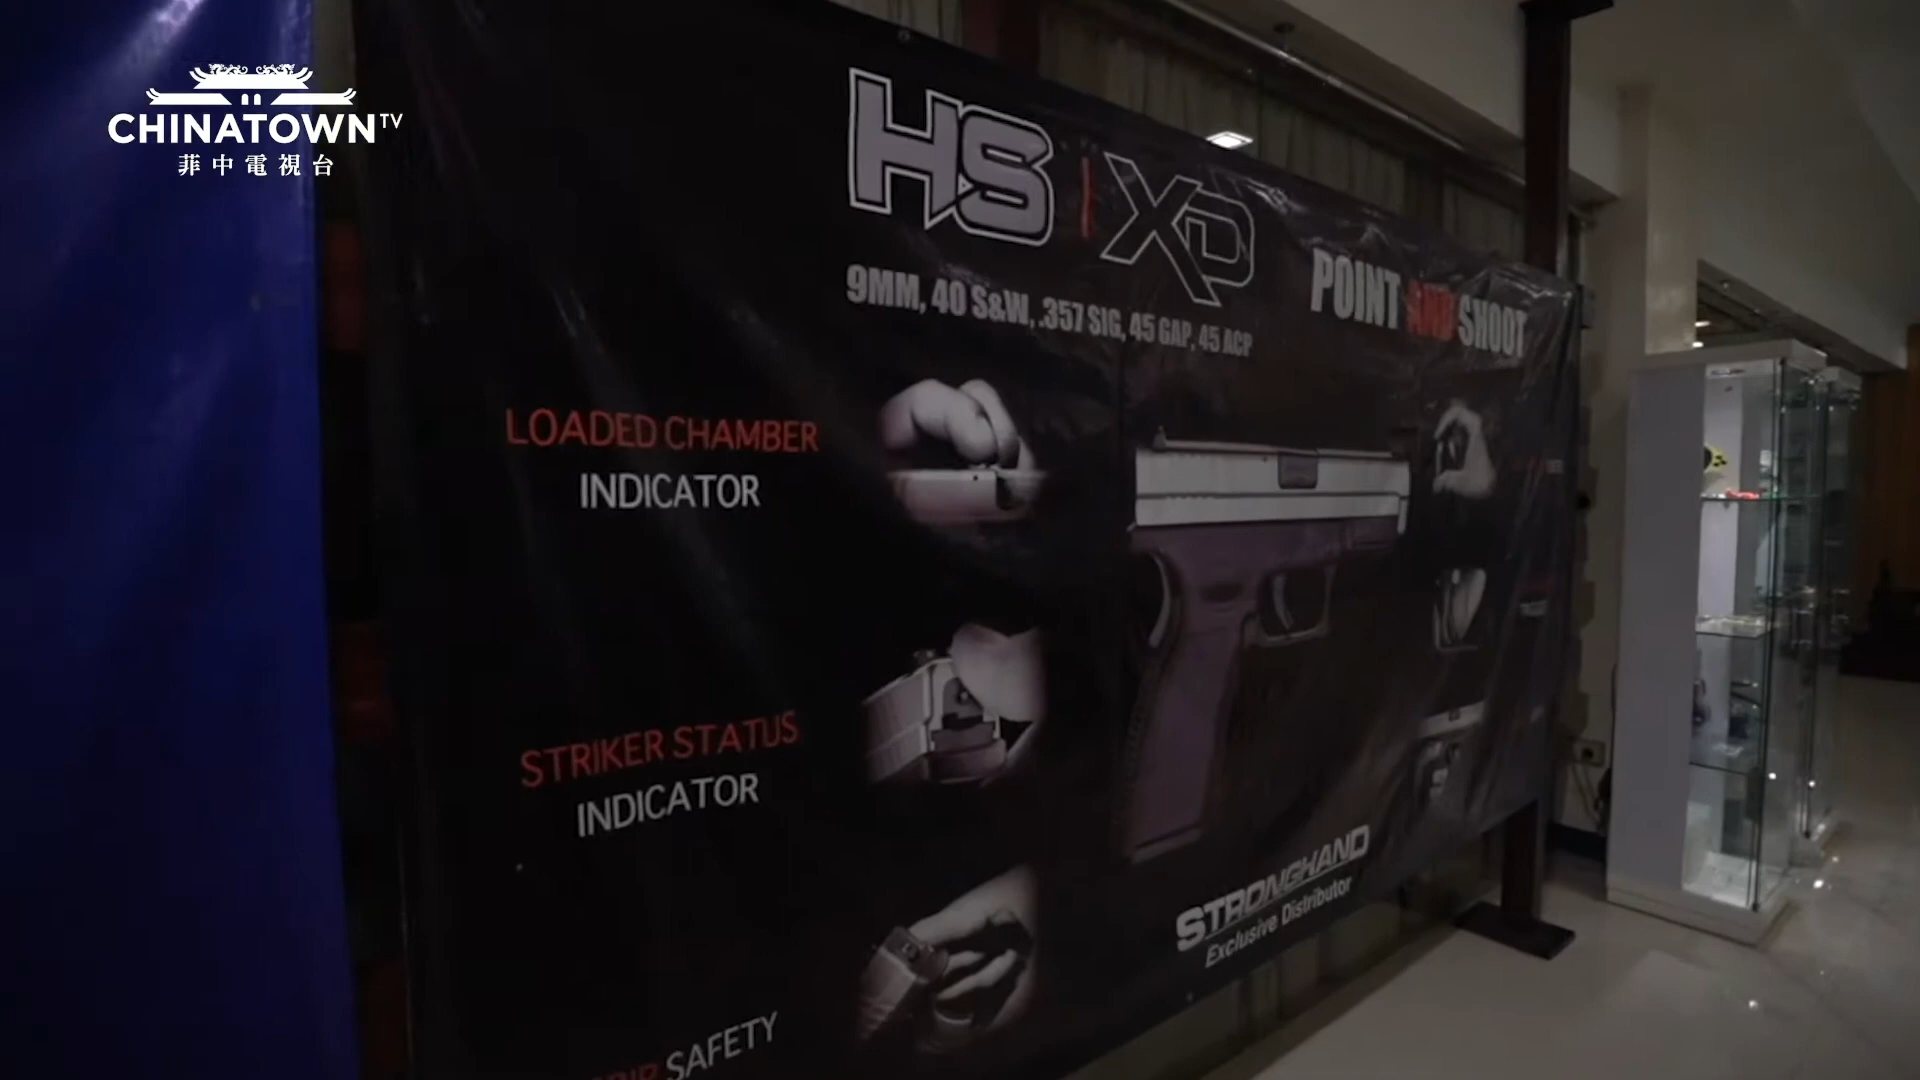 CHINATOWN TV
菲中電視台
HS | XD
9MM, 40 S&W, .357 SIG, 45 GAP, 45 ACP
POINT AND SHOOT
LOADED CHAMBER
INDICATOR
STRIKER STATUS
INDICATOR
SAFETY
STRONGHAND
Exclusive Distributor